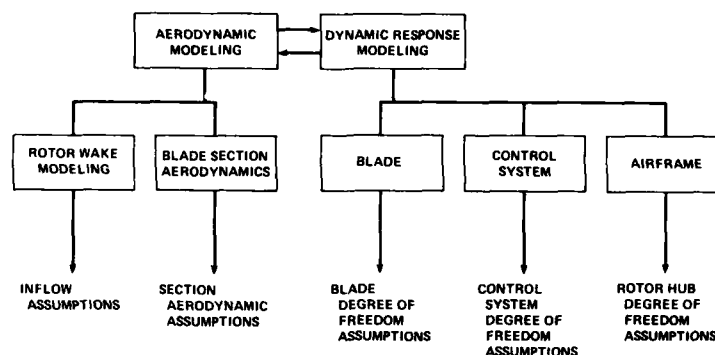 AERODYNAMIC
MODELING
DYNAMIC RESPONSE
MODELING
ROTOR WAKE
MODELING
BLADE SECTION
AERODYNAMICS
BLADE
CONTROL
SYSTEM
AIRFRAME
INFLOW
ASSUMPTIONS
SECTION
AERODYNAMIC
ASSUMPTIONS
BLADE
DEGREE OF
FREEDOM
ASSUMPTIONS
CONTROL
SYSTEM
DEGREE OF
FREEDOM
ASSUMPTIONS
ROTOR HUB
DEGREE OF
FREEDOM
ASSUMPTIONS